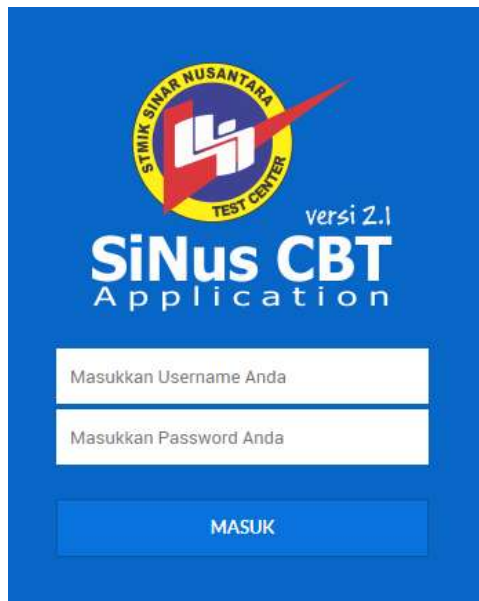 STMIK SINAR NUSANTARA
TEST CENTER
versi 2.1
SiNus CBT
Application
Masukkan Username Anda
Masukkan Password Anda
MASUK